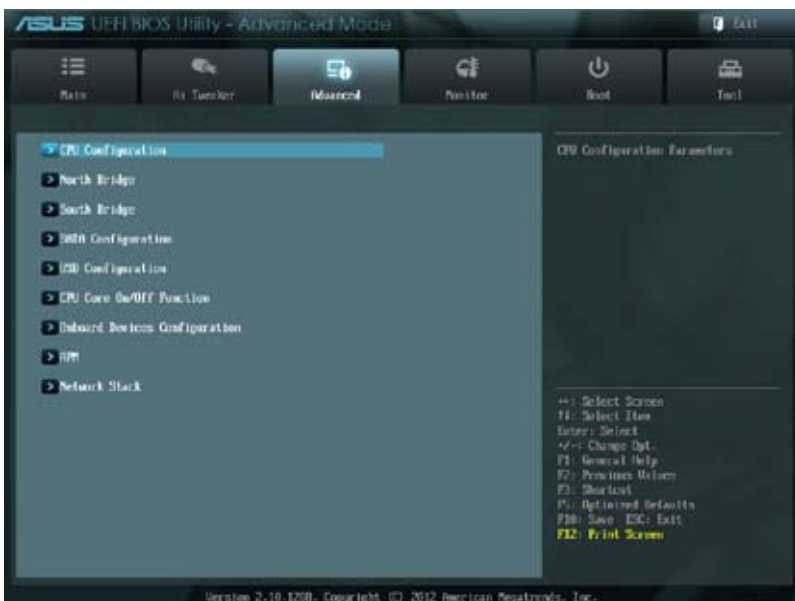 ASUS UEFI BIOS Utility - Advanced Mode
Exit
Main
Ai Tweaker
Advanced
Monitor
Boot
Tool
CPU Configuration
North Bridge
South Bridge
SATA Configuration
USB Configuration
CPU Core On/Off Function
Onboard Devices Configuration
APM
Network Stack
CPU Configuration Parameters
→←: Select Screen
↑↓: Select Item
Enter: Select
+/-: Change Opt.
F1: General Help
F2: Previous Values
F3: Shortcut
F5: Optimized Defaults
F10: Save ESC: Exit
F12: Print Screen
Version 2.10.1208. Copyright (C) 2012 American Megatrends, Inc.